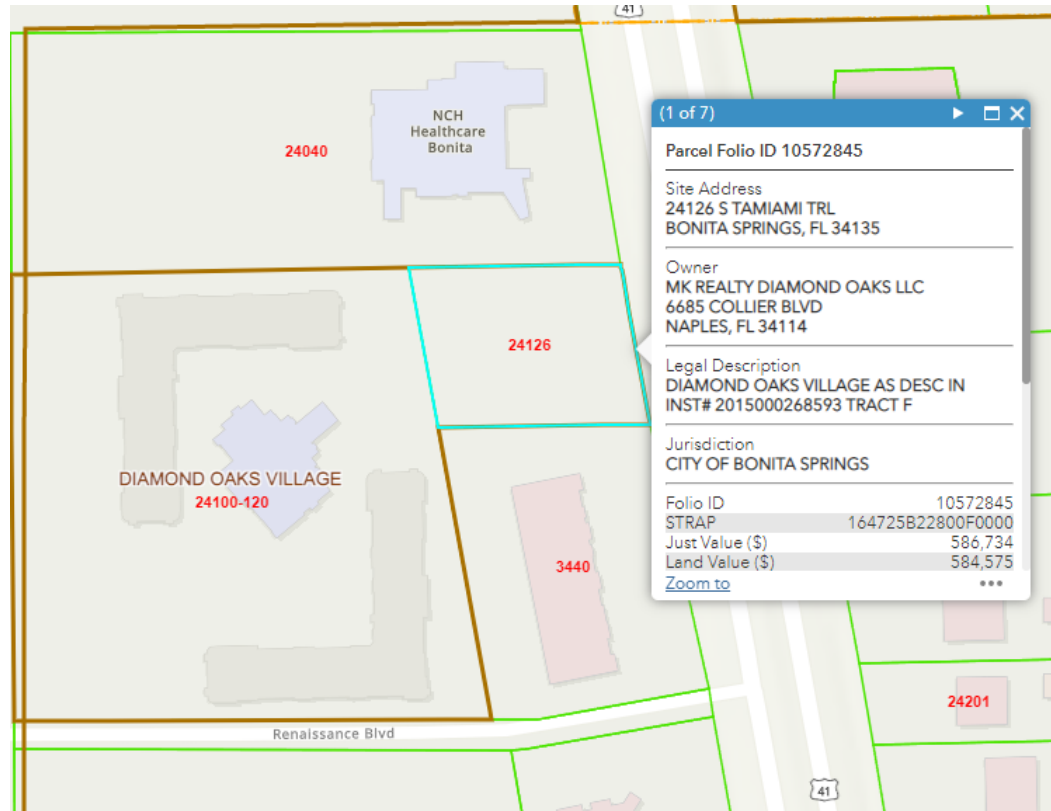 41
NCH
Healthcare
Bonita
24040
24126
DIAMOND OAKS VILLAGE
24100-120
3440
Renaissance Blvd
24201
41
(1 of 7)
Parcel Folio ID 10572845
Site Address
24126 S TAMIAMI TRL
BONITA SPRINGS, FL 34135
Owner
MK REALTY DIAMOND OAKS LLC
6685 COLLIER BLVD
NAPLES, FL 34114
Legal Description
DIAMOND OAKS VILLAGE AS DESC IN
INST# 2015000268593 TRACT F
Jurisdiction
CITY OF BONITA SPRINGS
Folio ID 10572845
STRAP 164725B22800F0000
Just Value ($) 586,734
Land Value ($) 584,575
Zoom to